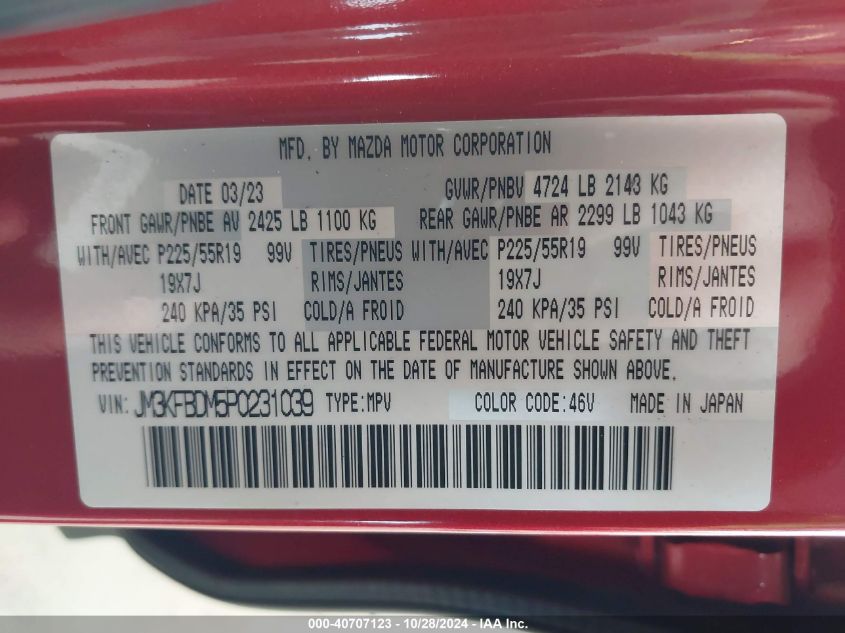 MFD. BY MAZDA MOTOR CORPORATION
DATE 03/23 GVWR/PNBV 4724 LB 2143 KG
FRONT GAWR/PNBE AV 2425 LB 1100 KG REAR GAWR/PNBE AR 2299 LB 1043 KG
WITH/AVEC P225/55R19 99V TIRES/PNEUS WITH/AVEC P225/55R19 99V TIRES/PNEUS
19X7J RIMS/JANTES 19X7J RIMS/JANTES
240 KPA/35 PSI COLD/A FROID 240 KPA/35 PSI COLD/A FROID
THIS VEHICLE CONFORMS TO ALL APPLICABLE FEDERAL MOTOR VEHICLE SAFETY AND THEFT
PREVENTION STANDARDS IN EFFECT ON THE DATE OF MANUFACTURE SHOWN ABOVE.
VIN: JM3KFBDM5P0231039 TYPE:MPV COLOR CODE:46V MADE IN JAPAN
000-40707123 - 10/28/2024 - IAA Inc.